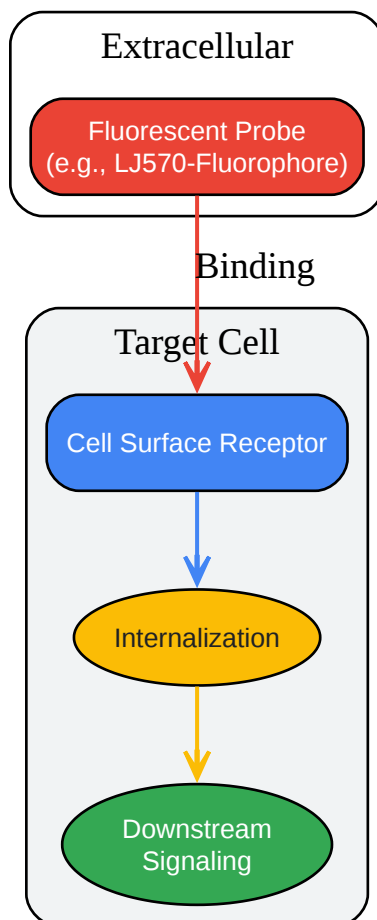 Extracellular
Fluorescent Probe
(e.g., LJ570-Fluorophore)
Binding
Target Cell
Cell Surface Receptor
Internalization
Downstream
Signaling